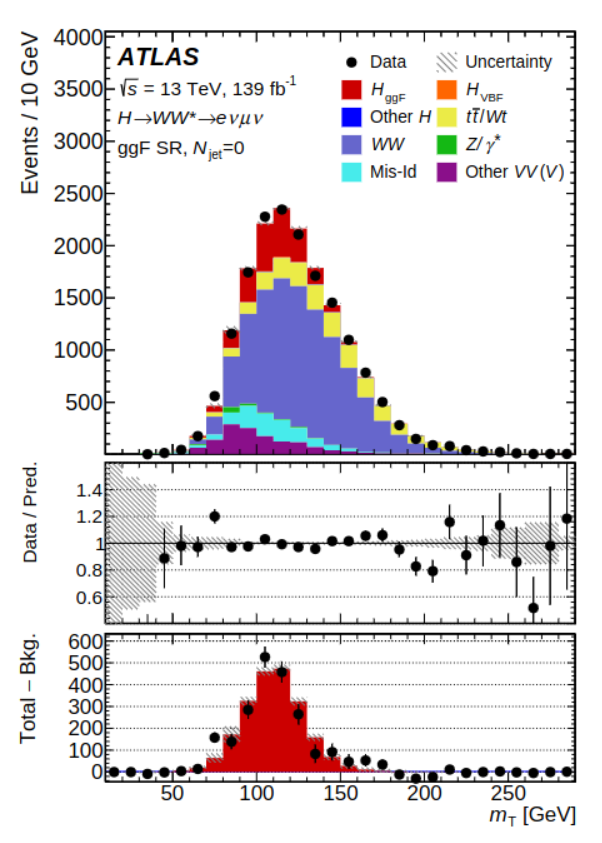 ATLAS
√s = 13 TeV, 139 fb⁻¹
H→WW*→eνμν
ggF SR, N_jet=0
Data
Uncertainty
H_ggF
H_VBF
Other H
tt̅/Wt
WW
Z/γ*
Mis-Id
Other VV(V)
Events / 10 GeV
4000
3500
3000
2500
2000
1500
1000
500
Data / Pred.
1.4
1.2
1
0.8
0.6
Total – Bkg.
600
500
400
300
200
100
0
50
100
150
200
250
m_T [GeV]